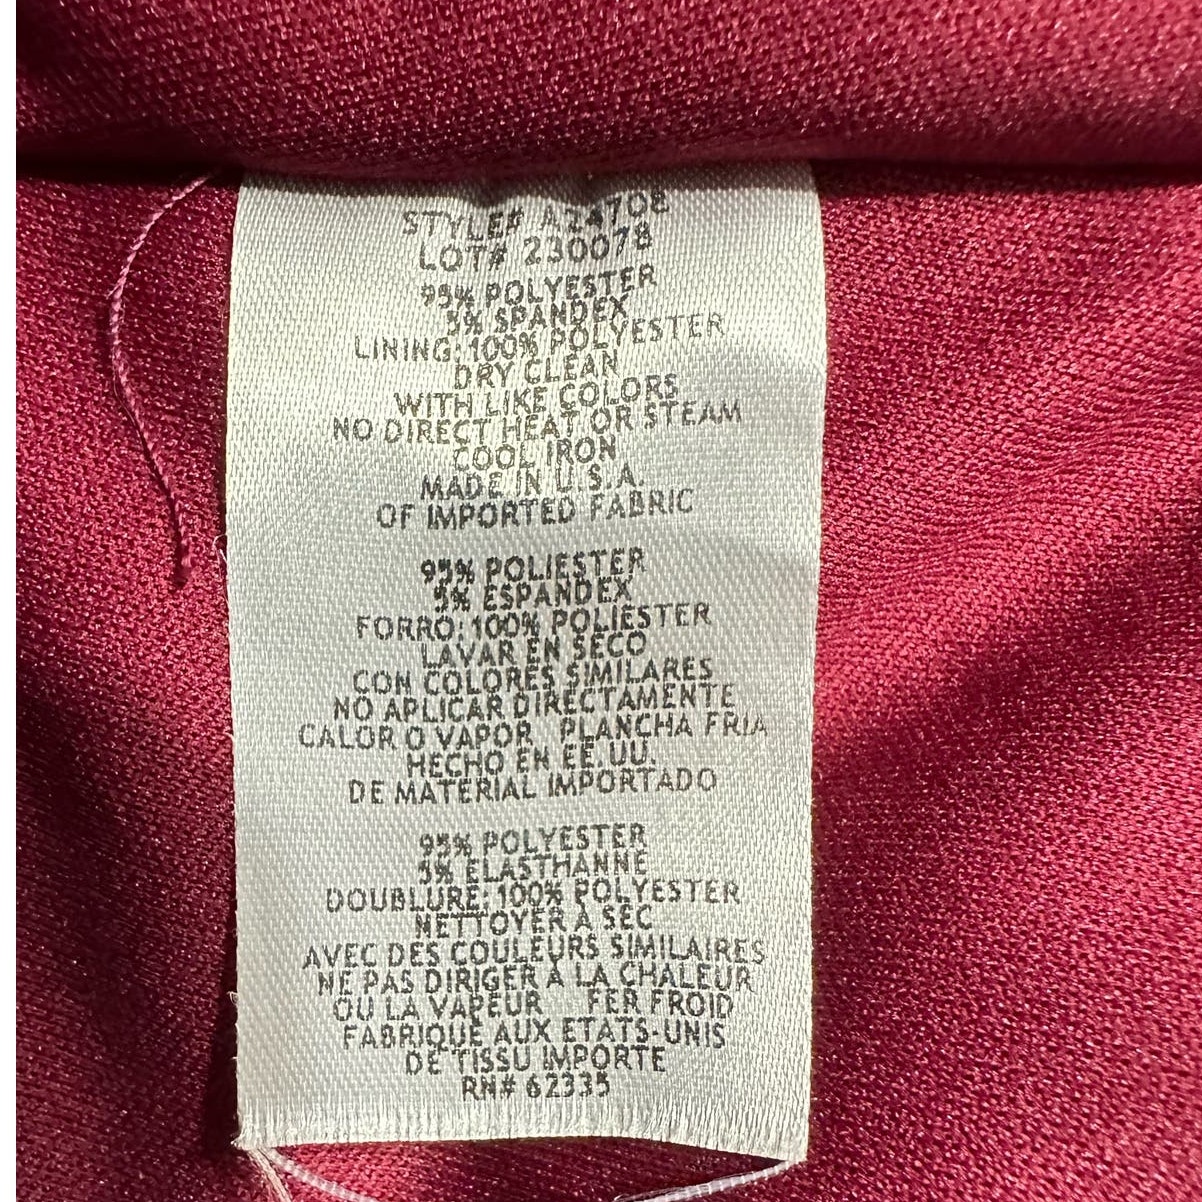 STYLE# A24708
LOT# 230078
95% POLYESTER
5% SPANDEX
LINING: 100% POLYESTER
DRY CLEAN
WITH LIKE COLORS
NO DIRECT HEAT OR STEAM
COOL IRON
MADE IN U.S.A.
OF IMPORTED FABRIC
95% POLIESTER
5% ESPANDEX
FORRO: 100% POLIESTER
LAVAR EN SECO
CON COLORES SIMILARES
NO APLICAR DIRECTAMENTE
CALOR O VAPOR PLANCHA FRIA
HECHO EN EE. UU.
DE MATERIAL IMPORTADO
95% POLYESTER
5% ELASTHANNE
DOUBLURE: 100% POLYESTER
NETTOYER À SEC
AVEC DES COULEURS SIMILAIRES
NE PAS DIRIGER À LA CHALEUR
OU LA VAPEUR FER FROID
FABRIQUÉ AUX ETATS-UNIS
DE TISSU IMPORTE
RN# 62335